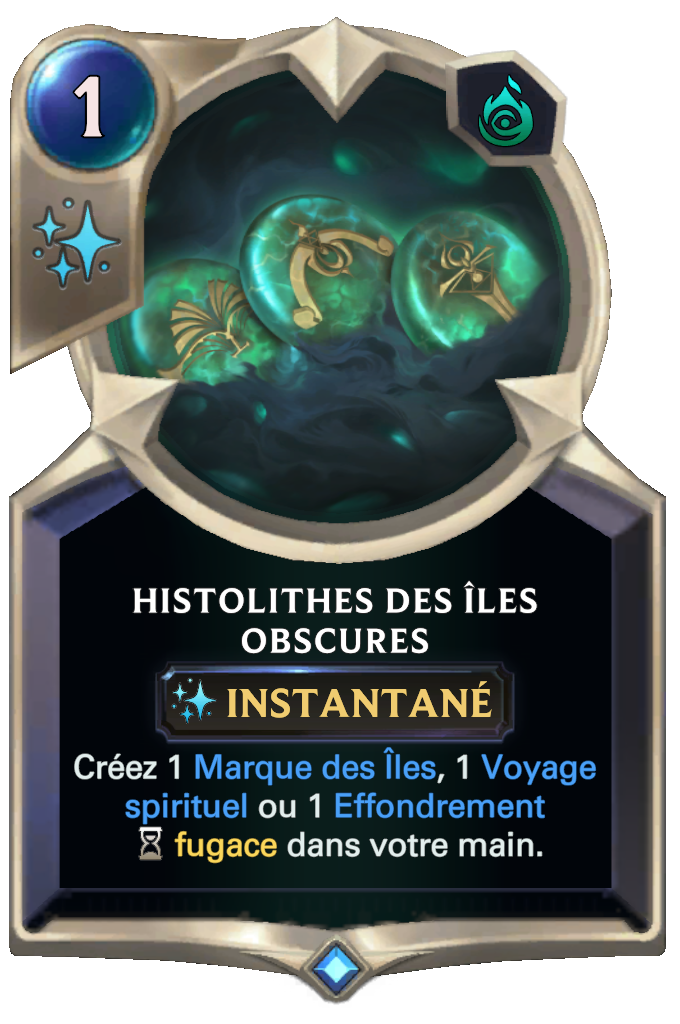 1
HISTOLITHES DES ÎLES
OBSCURES
INSTANTANÉ
Créez 1 Marque des Îles, 1 Voyage
spirituel ou 1 Effondrement
fugace dans votre main.